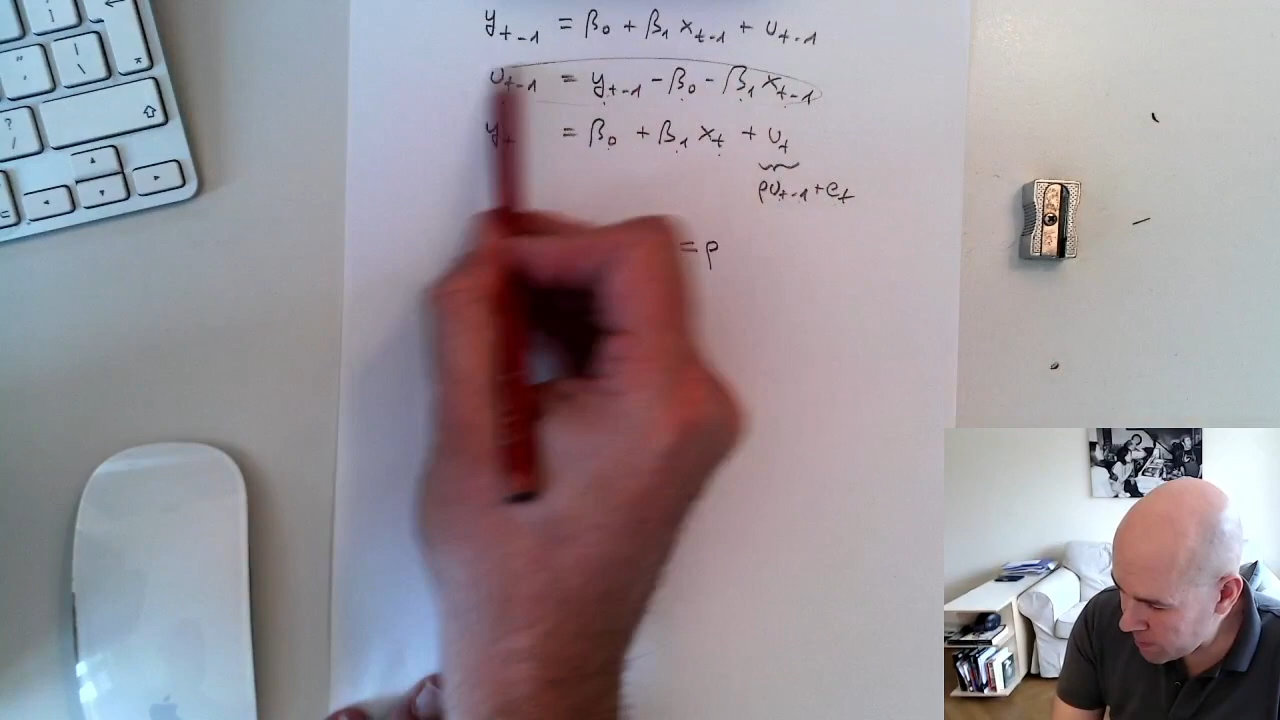 y_{t-1} = β_0 + β_1 x_{t-1} + u_{t-1}
u_{t-1} = y_{t-1} - β_0 - β_1 x_{t-1}
y_t = β_0 + β_1 x_t + u_t
ρu_{t-1} + e_t
= ρ